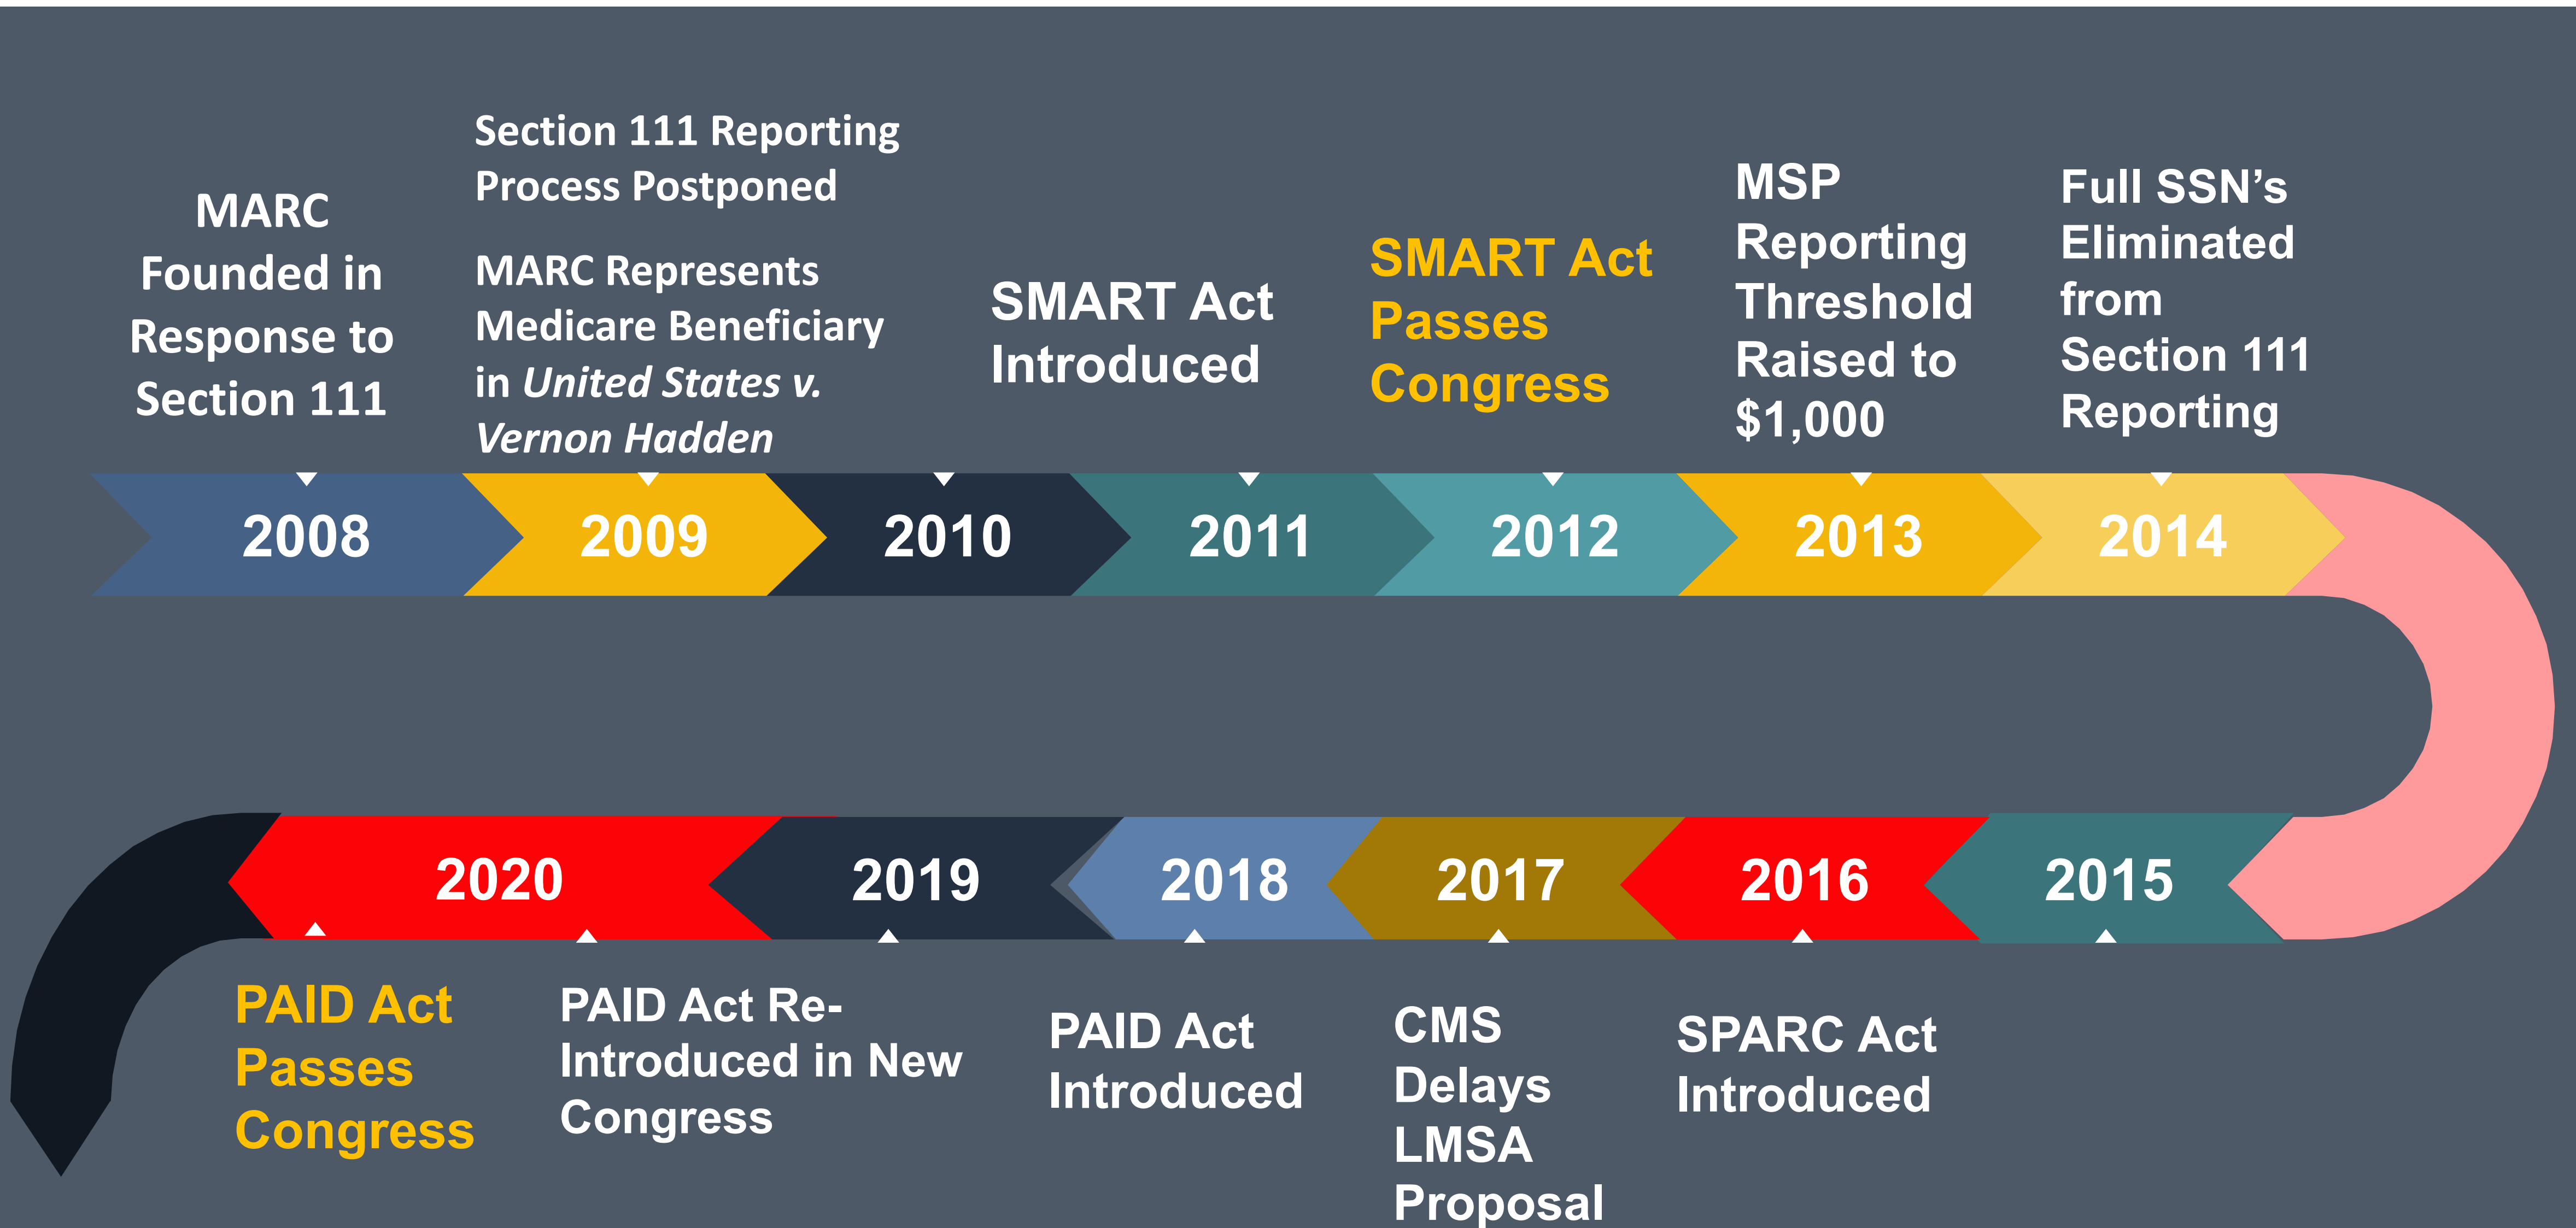 MARC
Founded in
Response to
Section 111
Section 111 Reporting
Process Postponed
MARC Represents
Medicare Beneficiary
in United States v.
Vernon Hadden
SMART Act
Introduced
SMART Act
Passes
Congress
MSP
Reporting
Threshold
Raised to
$1,000
Full SSN’s
Eliminated
from
Section 111
Reporting
2008
2009
2010
2011
2012
2013
2014
2020
2019
2018
2017
2016
2015
PAID Act
Passes
Congress
PAID Act Re-
Introduced in New
Congress
PAID Act
Introduced
CMS
Delays
LMSA
Proposal
SPARC Act
Introduced